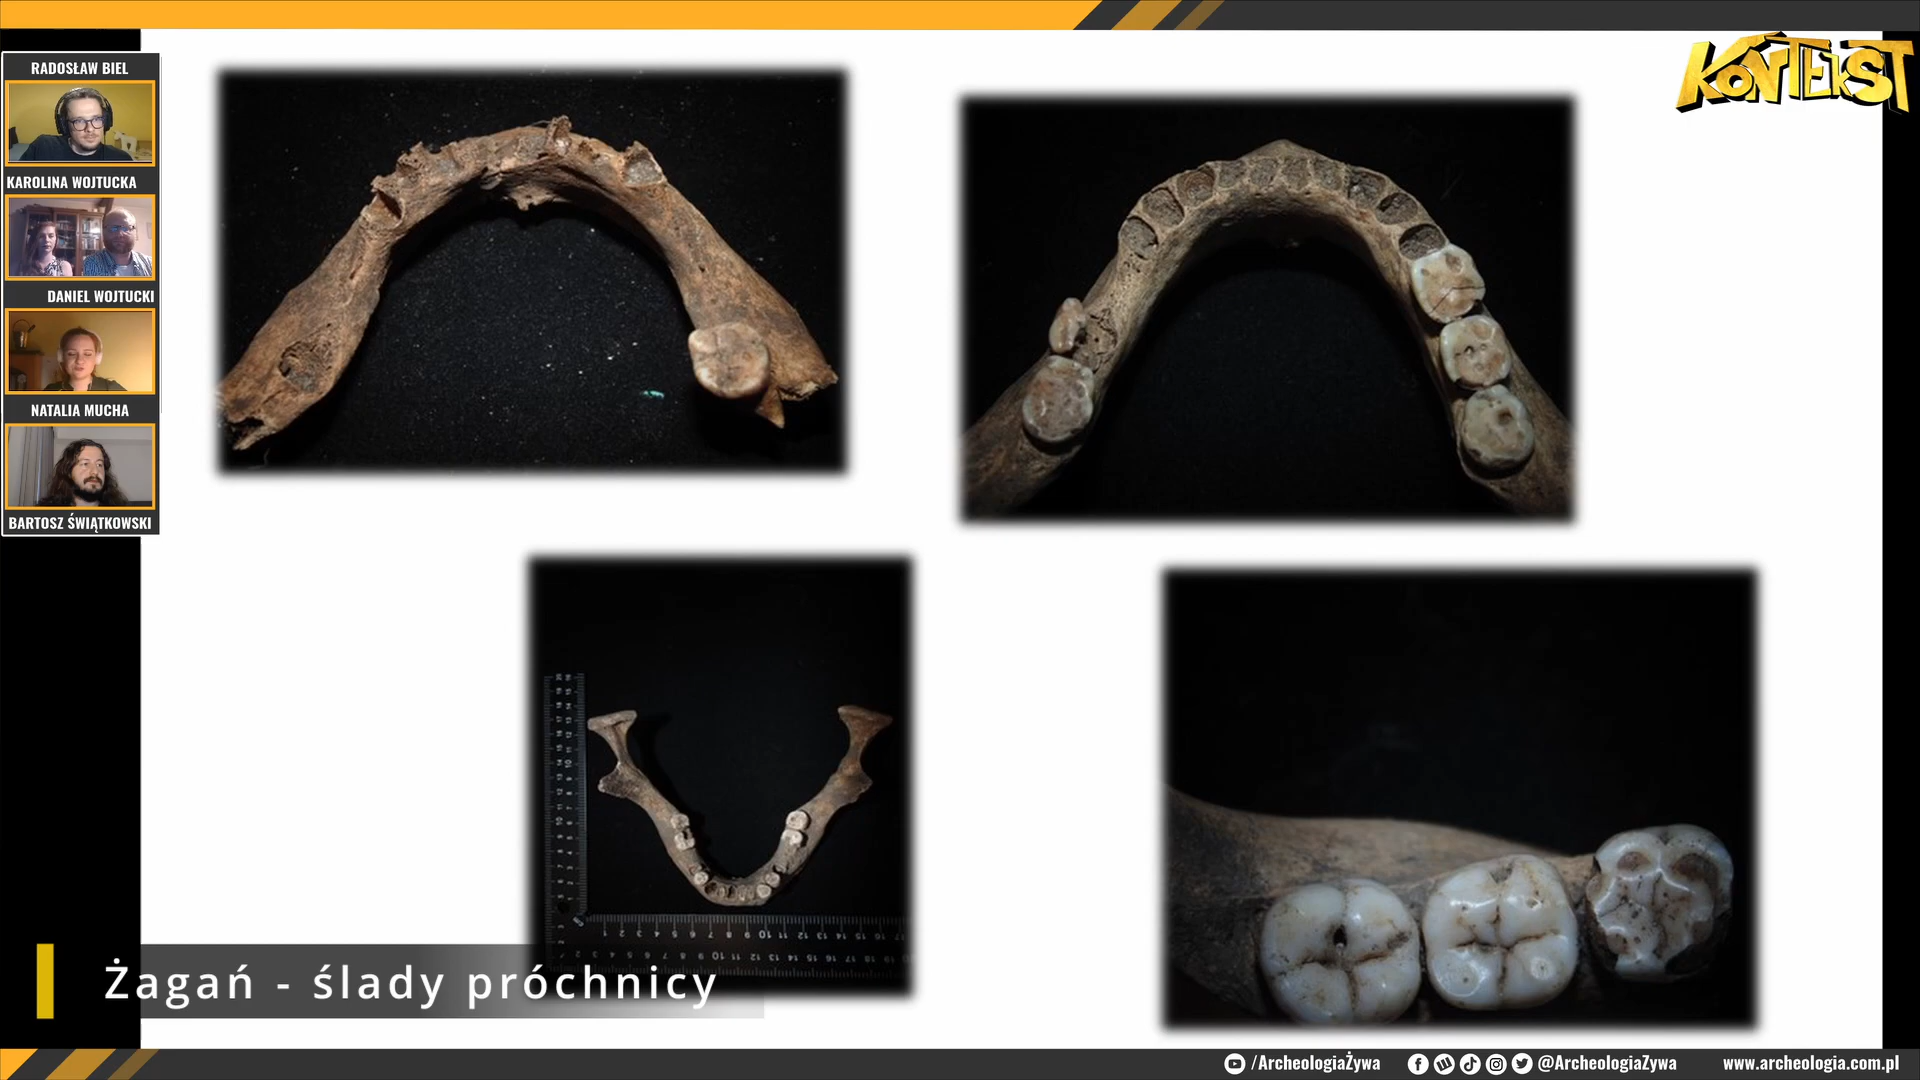 RADOSŁAW BIEL
KAROLINA WOJTUCKA
DANIEL WOJTUCKI
NATALIA MUCHA
BARTOSZ ŚWIĄTKOWSKI
KONTEKST
Żagań - ślady próchnicy
/ArcheologiaŻywa
@ArcheologiaZywa
www.archeologia.com.pl